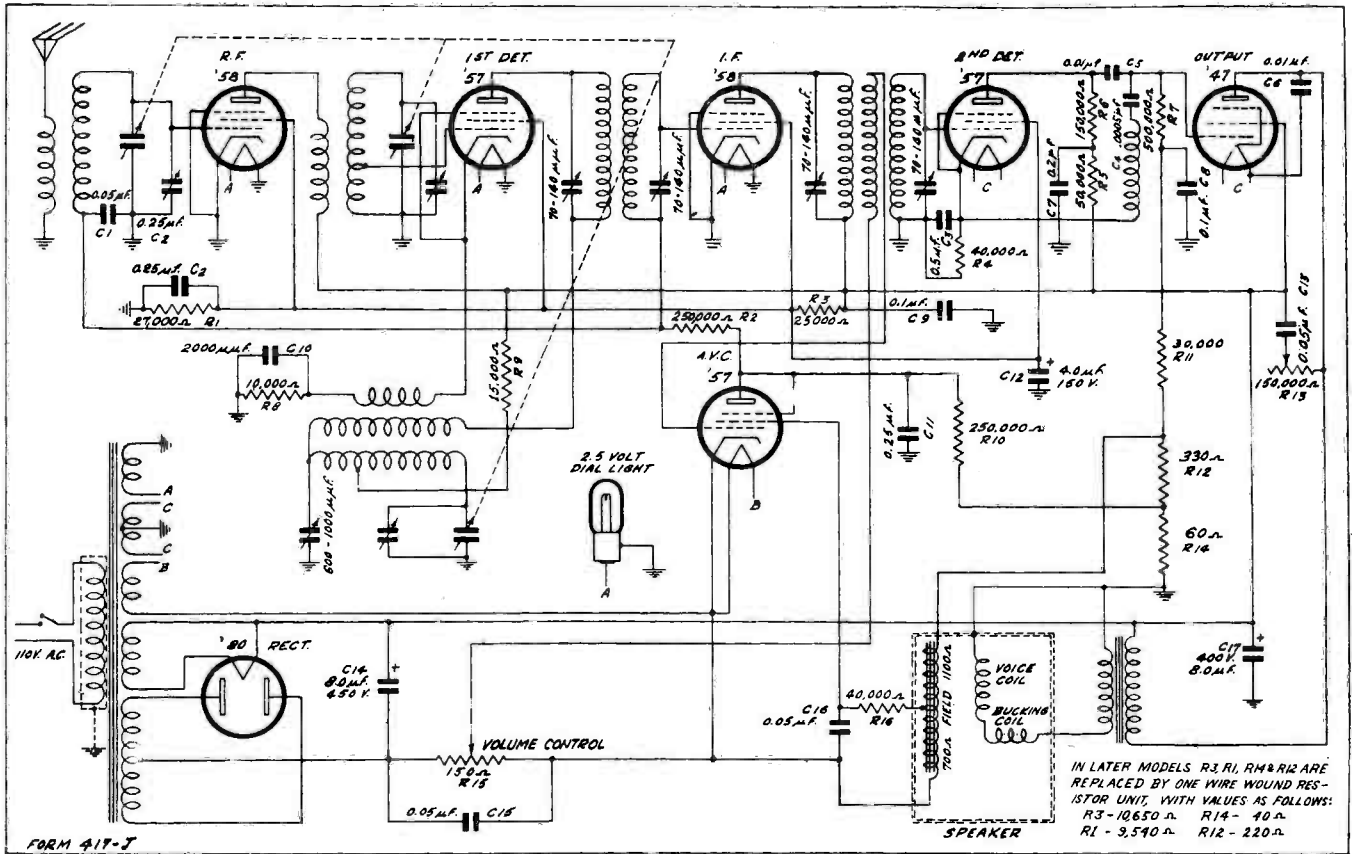 R.F.
'58
1ST DET.
'57
I.F.
'58
2ND DET.
'57
OUTPUT
'47
0.01µf
C5
0.01µF.
C6
A
A
A
C
C
70-140µµF.
70-140µµF.
70-140µµF.
70-140µµF.
0.05µF.
C1
0.25µF.
C2
150,000Ω
R6
50,000Ω
R5
C4 .0005µF
500,000Ω
R7
C7
0.1µF. C8
0.5µF.
C3
40,000Ω
R4
0.25µF. C2
27,000Ω R1
250,000Ω R2
R3
25000Ω
0.1µF.
C9
0.05µF.
150,000Ω
R13
2000µµF. C10
10,000Ω
R8
15,000Ω
R9
A.V.C.
'57
B
C12
4.0µF
150 V.
30,000
R11
0.25µF. C11
250,000Ω
R10
330Ω
R12
60Ω
R14
600-1000µµF.
2.5 VOLT
DIAL LIGHT
A
A
C
C
B
110V. A.C.
'80 RECT.
C14
8.0µF.
450 V.
VOLUME CONTROL
150Ω
R15
0.05µF. C15
C16
0.05µF.
40,000Ω
R16
700Ω FIELD 1100Ω
VOICE
COIL
BUCKING
COIL
SPEAKER
C17
400V.
8.0µF.
IN LATER MODELS R3, R1, R14 & R12 ARE
REPLACED BY ONE WIRE WOUND RES-
ISTOR UNIT, WITH VALUES AS FOLLOWS:
R3-10,650Ω R14- 40Ω
R1 - 9,540Ω R12-220Ω
FORM 417-J